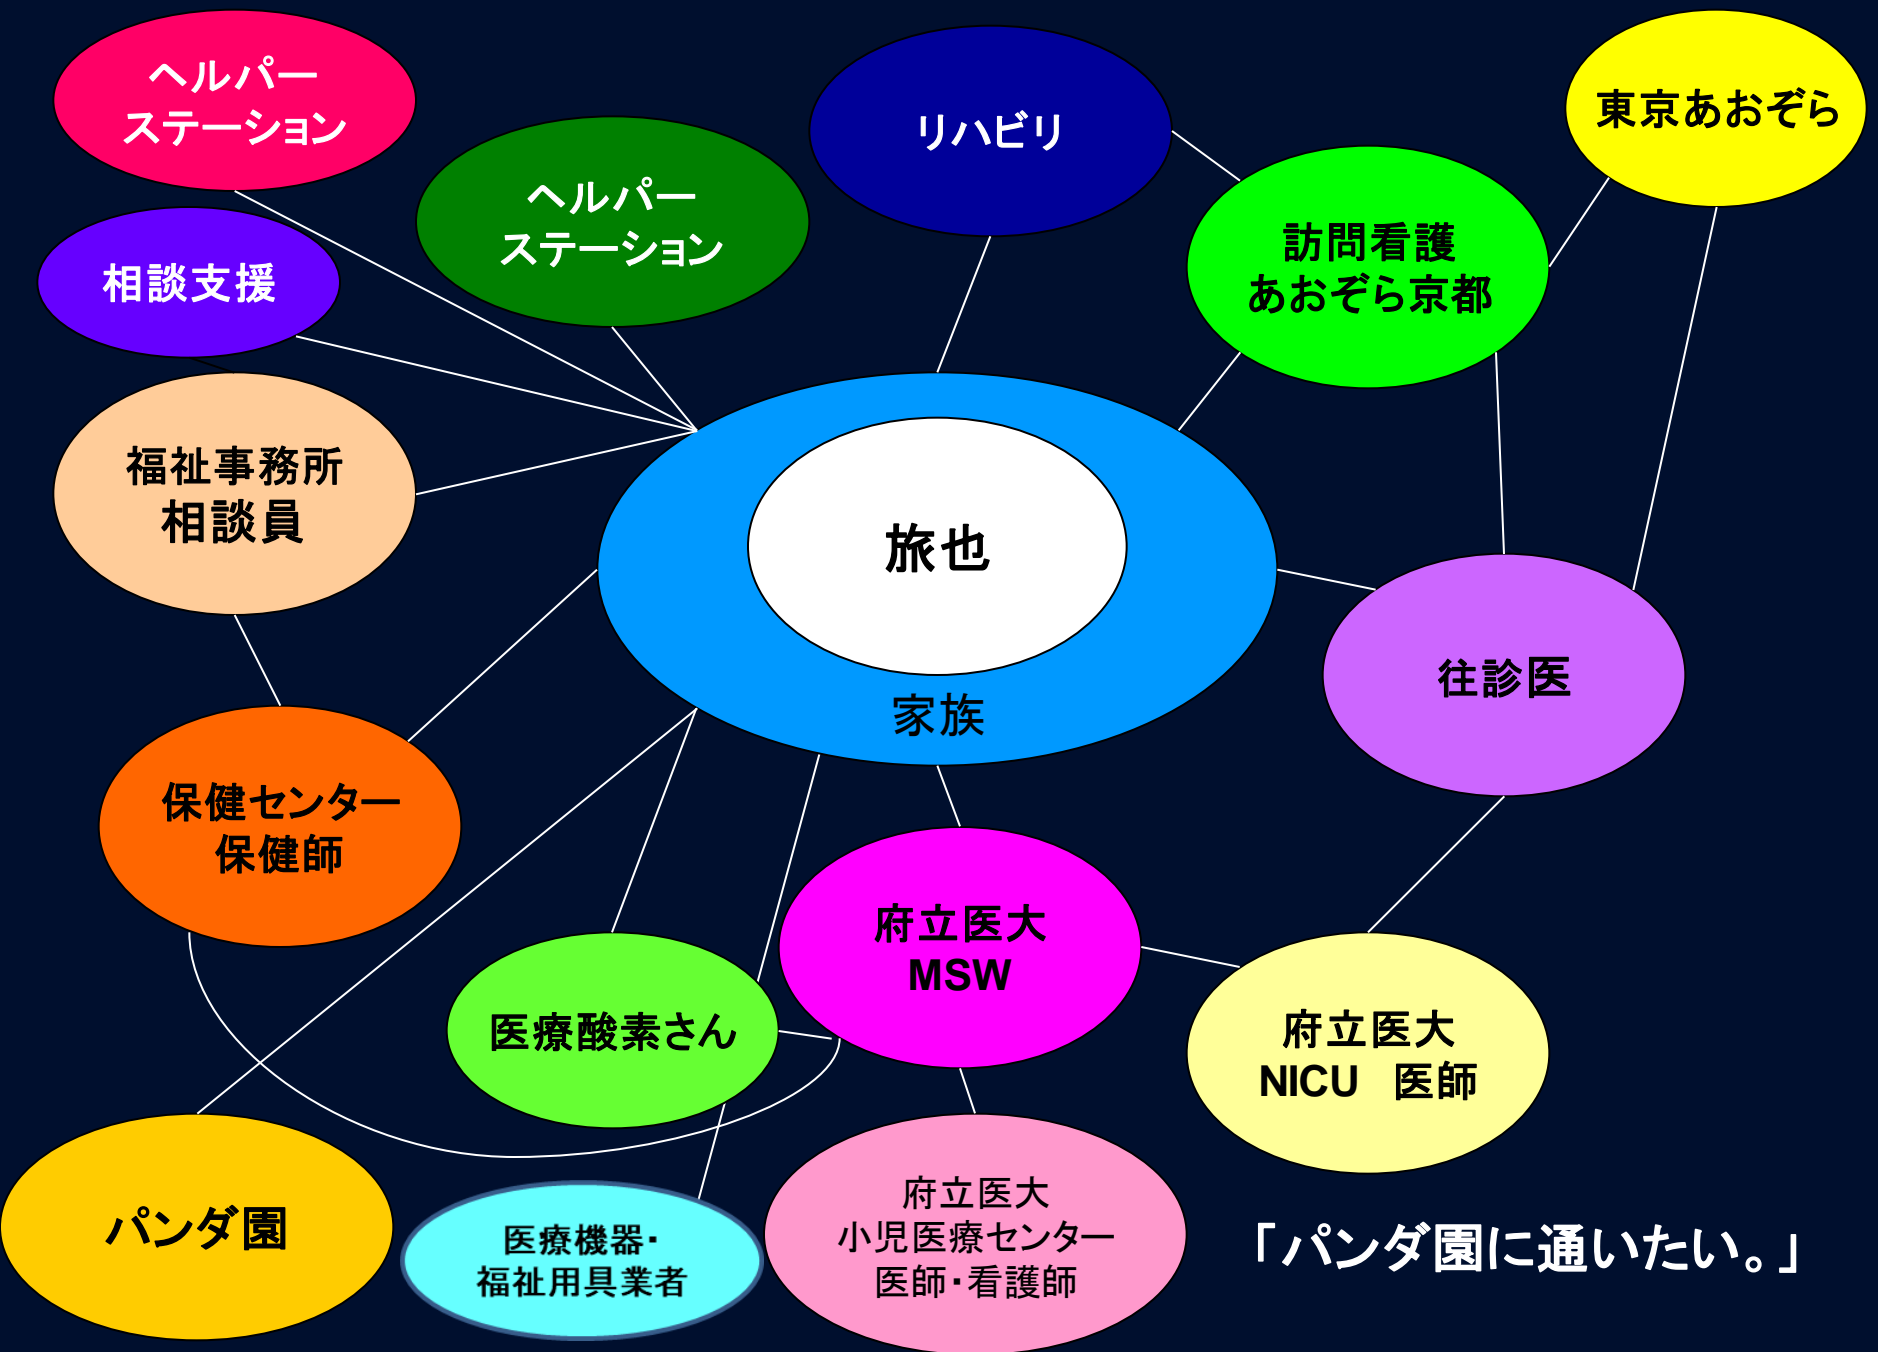 ヘルパー
ステーション
ヘルパー
ステーション
リハビリ
東京あおぞら
訪問看護
あおぞら京都
相談支援
福祉事務所
相談員
旅也
家族
往診医
保健センター
保健師
府立医大
MSW
医療酸素さん
府立医大
NICU　医師
パンダ園
医療機器・
福祉用具業者
府立医大
小児医療センター
医師・看護師
「パンダ園に通いたい。」